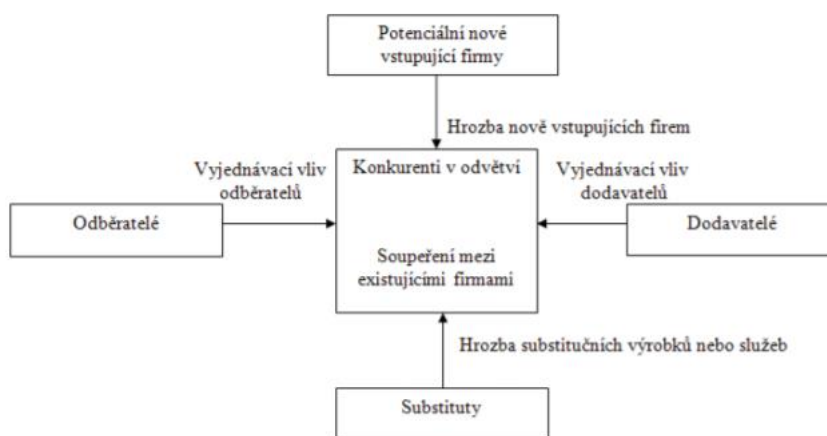 Potenciální nové
vstupující firmy
Hrozba nově vstupujících firem
Konkurenti v odvětví
Vyjednávací vliv
odběratelů
Vyjednávací vliv
dodavatelů
Odběratelé
Dodavatelé
Soupeření mezi
existujícími firmami
Hrozba substitučních výrobků nebo služeb
Substituty